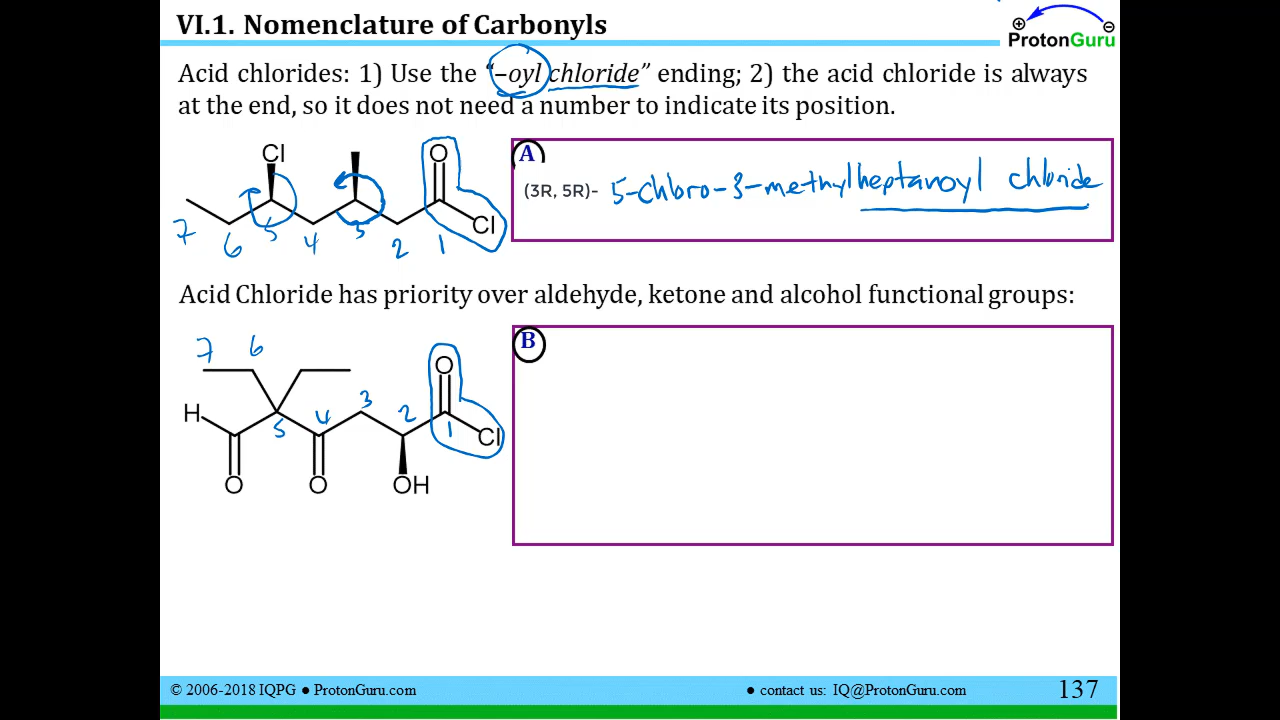 VI.1. Nomenclature of Carbonyls
ProtonGuru
Acid chlorides: 1) Use the “–oyl chloride” ending; 2) the acid chloride is always
at the end, so it does not need a number to indicate its position.
Cl
O
Cl
7 6 5 4 3 2 1
A
(3R, 5R)- 5-chloro-3-methylheptanoyl chloride
Acid Chloride has priority over aldehyde, ketone and alcohol functional groups:
7 6
O
H
5 4 3 2 1
Cl
O O OH
B
© 2006-2018 IQPG ● ProtonGuru.com
● contact us: IQ@ProtonGuru.com
137